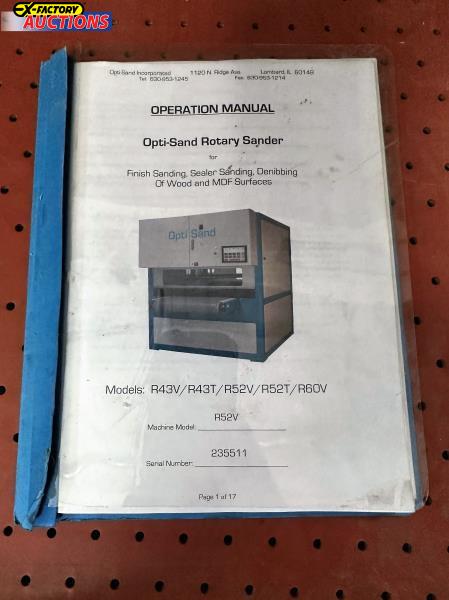 EX-FACTORY
AUCTIONS
Opti-Sand Incorporated 1120 N. Ridge Ave. Lombard, IL 60148
Tel: 630-953-1245 Fax: 630-953-1214
OPERATION MANUAL
Opti-Sand Rotary Sander
for
Finish Sanding, Sealer Sanding, Denibbing
Of Wood and MDF Surfaces
Opti Sand
Models: R43V/R43T/R52V/R52T/R60V
R52V
Machine Model:
235511
Serial Number:
Page 1 of 17